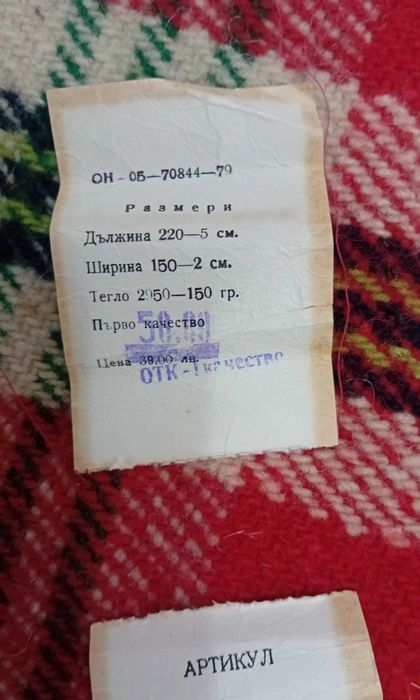 ОН - 05—70844—79
Размери
Дължина 220—5 см.
Ширина 150—2 см.
Тегло 2950—150 гр.
50.00
Първо качество
Цена 39.00 лв.
ОТК - I качество
АРТИКУЛ